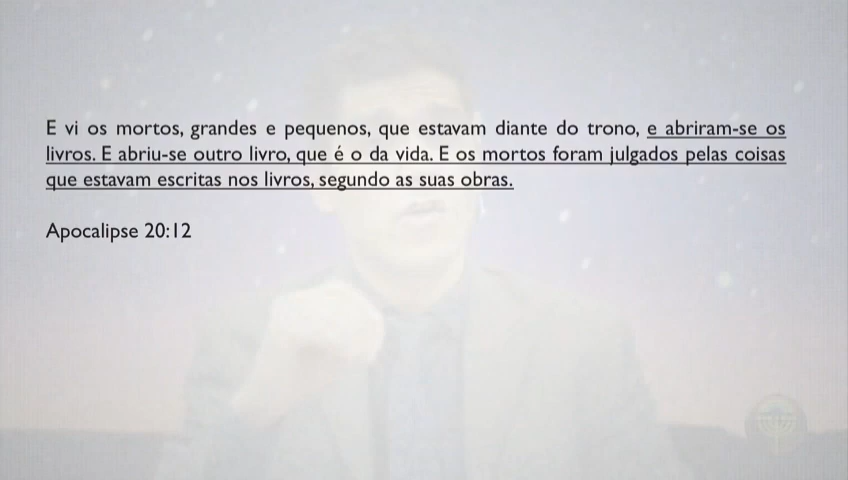 E vi os mortos, grandes e pequenos, que estavam diante do trono, e abriram-se os
livros. E abriu-se outro livro, que é o da vida. E os mortos foram julgados pelas coisas
que estavam escritas nos livros, segundo as suas obras.
Apocalipse 20:12